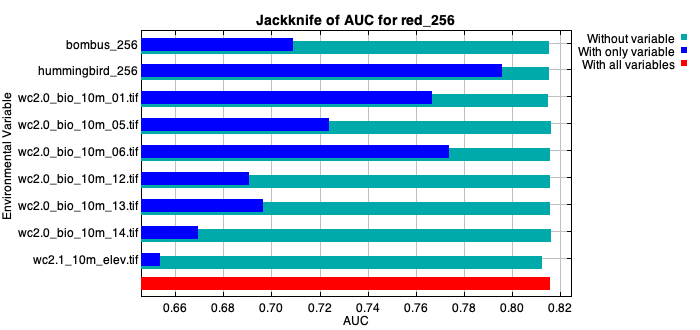 Jackknife of AUC for red_256
Without variable
With only variable
With all variables
Environmental Variable
bombus_256
hummingbird_256
wc2.0_bio_10m_01.tif
wc2.0_bio_10m_05.tif
wc2.0_bio_10m_06.tif
wc2.0_bio_10m_12.tif
wc2.0_bio_10m_13.tif
wc2.0_bio_10m_14.tif
wc2.1_10m_elev.tif
0.66 0.68 0.70 0.72 0.74 0.76 0.78 0.80 0.82
AUC